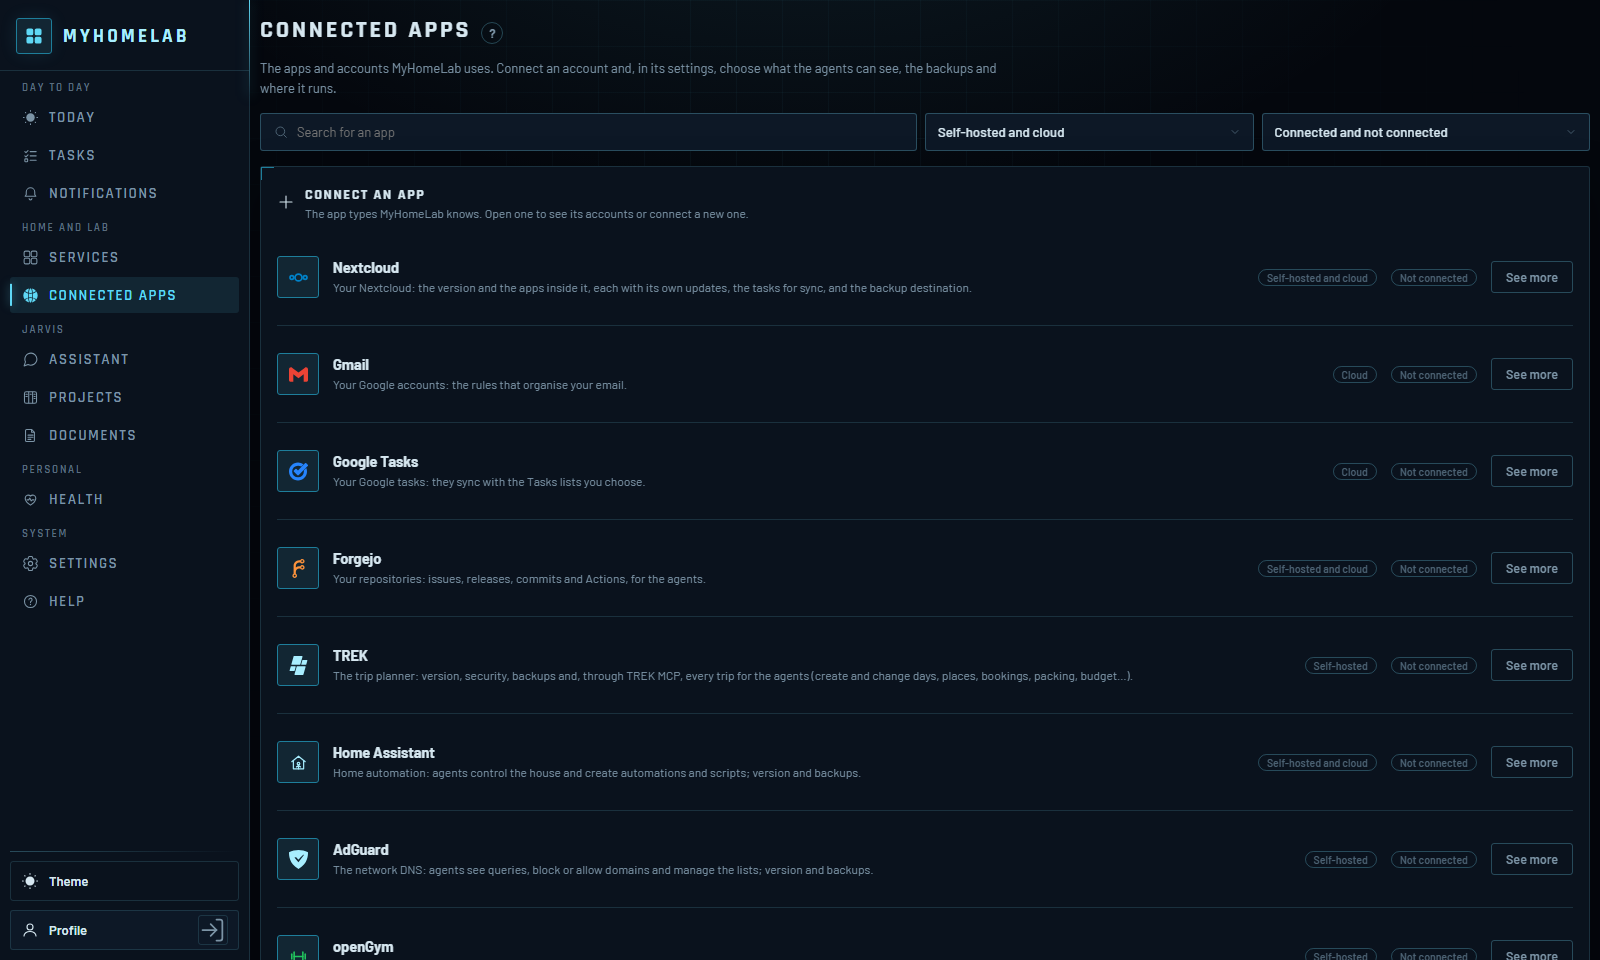 MYHOMELAB
DAY TO DAY
TODAY
TASKS
NOTIFICATIONS
HOME AND LAB
SERVICES
CONNECTED APPS
JARVIS
ASSISTANT
PROJECTS
DOCUMENTS
PERSONAL
HEALTH
SYSTEM
SETTINGS
HELP
Theme
Profile
CONNECTED APPS ?
The apps and accounts MyHomeLab uses. Connect an account and, in its settings, choose what the agents can see, the backups and
where it runs.
Search for an app
Self-hosted and cloud
Connected and not connected
CONNECT AN APP
The app types MyHomeLab knows. Open one to see its accounts or connect a new one.
Nextcloud
Your Nextcloud: the version and the apps inside it, each with its own updates, the tasks for sync, and the backup destination.
Self-hosted and cloud
Not connected
See more
Gmail
Your Google accounts: the rules that organise your email.
Cloud
Not connected
See more
Google Tasks
Your Google tasks: they sync with the Tasks lists you choose.
Cloud
Not connected
See more
Forgejo
Your repositories: issues, releases, commits and Actions, for the agents.
Self-hosted and cloud
Not connected
See more
TREK
The trip planner: version, security, backups and, through TREK MCP, every trip for the agents (create and change days, places, bookings, packing, budget...).
Self-hosted
Not connected
See more
Home Assistant
Home automation: agents control the house and create automations and scripts; version and backups.
Self-hosted and cloud
Not connected
See more
AdGuard
The network DNS: agents see queries, block or allow domains and manage the lists; version and backups.
Self-hosted
Not connected
See more
openGym
Self-hosted
Not connected
See more